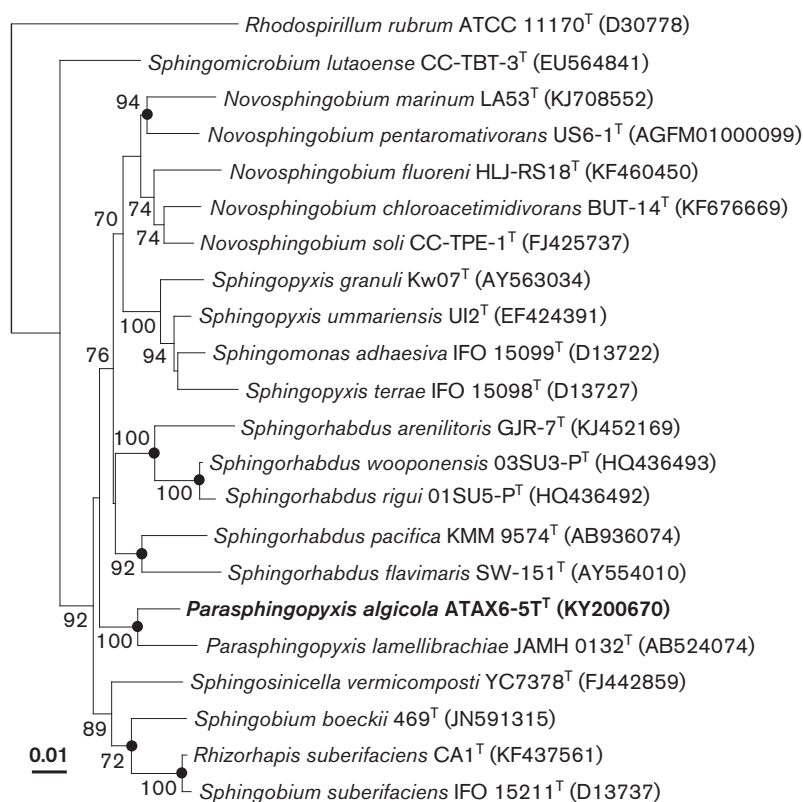 Rhodospirillum rubrum ATCC 11170T (D30778)
Sphingomicrobium lutaoense CC-TBT-3T (EU564841)
94
Novosphingobium marinum LA53T (KJ708552)
Novosphingobium pentaromativorans US6-1T (AGFM01000099)
Novosphingobium fluoreni HLJ-RS18T (KF460450)
74
Novosphingobium chloroacetimidivorans BUT-14T (KF676669)
70
74
Novosphingobium soli CC-TPE-1T (FJ425737)
Sphingopyxis granuli Kw07T (AY563034)
100
Sphingopyxis ummariensis UI2T (EF424391)
76
94
Sphingomonas adhaesiva IFO 15099T (D13722)
Sphingopyxis terrae IFO 15098T (D13727)
100
Sphingorhabdus arenilitoris GJR-7T (KJ452169)
Sphingorhabdus wooponensis 03SU3-PT (HQ436493)
100
Sphingorhabdus rigui 01SU5-PT (HQ436492)
Sphingorhabdus pacifica KMM 9574T (AB936074)
92
Sphingorhabdus flavimaris SW-151T (AY554010)
92
Parasphingopyxis algicola ATAX6-5TT (KY200670)
100
Parasphingopyxis lamellibrachiae JAMH 0132T (AB524074)
Sphingosinicella vermicomposti YC7378T (FJ442859)
89
Sphingobium boeckii 469T (JN591315)
0.01
72
Rhizorhapis suberifaciens CA1T (KF437561)
100
Sphingobium suberifaciens IFO 15211T (D13737)